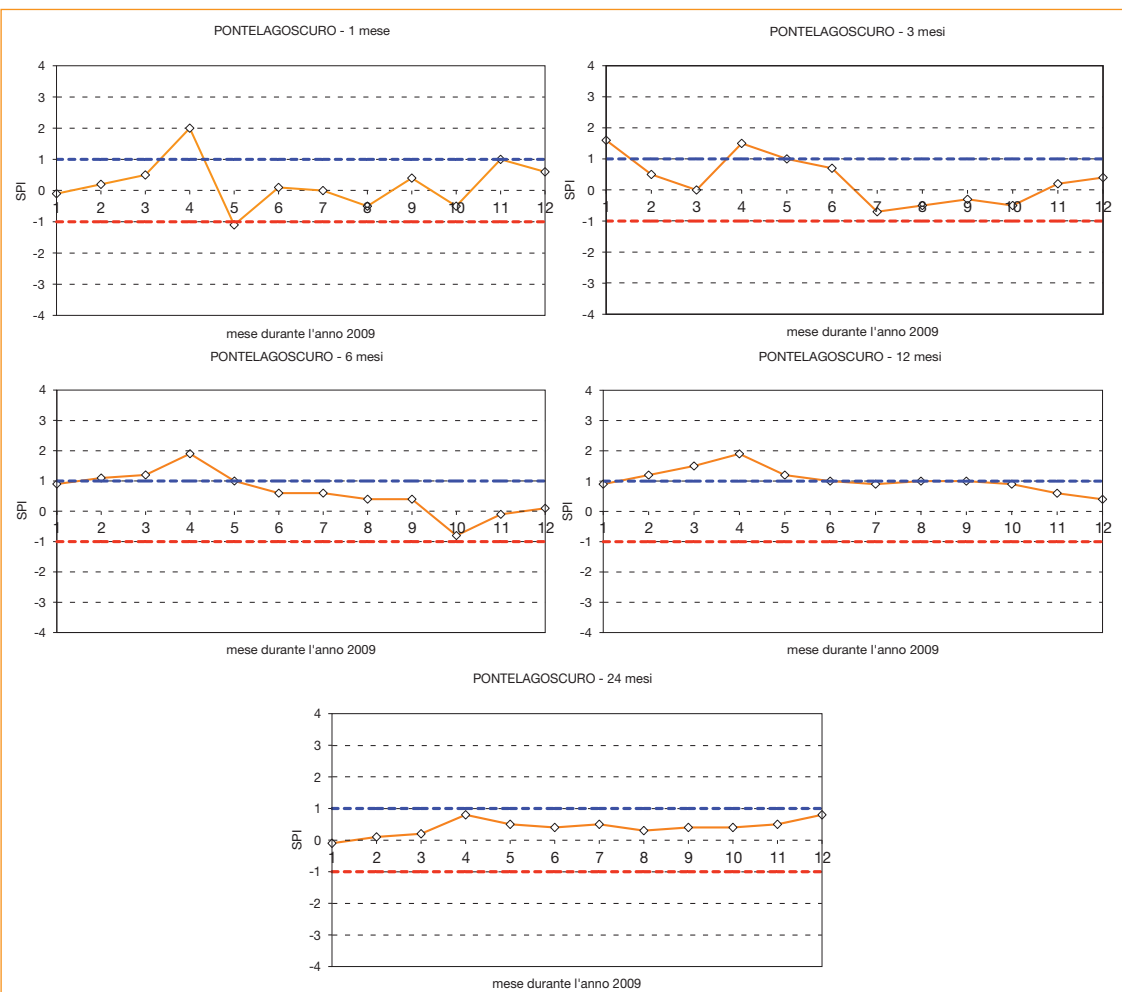 PONTELAGOSCURO - 1 mese
4
3
2
1
0
-1
-2
-3
-4
SPI
1 2 3 4 5 6 7 8 9 10 11 12
mese durante l'anno 2009
PONTELAGOSCURO - 3 mesi
4
3
2
1
0
-1
-2
-3
-4
SPI
1 2 3 4 5 6 7 8 9 10 11 12
mese durante l'anno 2009
PONTELAGOSCURO - 6 mesi
4
3
2
1
0
-1
-2
-3
-4
SPI
1 2 3 4 5 6 7 8 9 10 11 12
mese durante l'anno 2009
PONTELAGOSCURO - 12 mesi
4
3
2
1
0
-1
-2
-3
-4
SPI
1 2 3 4 5 6 7 8 9 10 11 12
mese durante l'anno 2009
PONTELAGOSCURO - 24 mesi
4
3
2
1
0
-1
-2
-3
-4
SPI
1 2 3 4 5 6 7 8 9 10 11 12
mese durante l'anno 2009